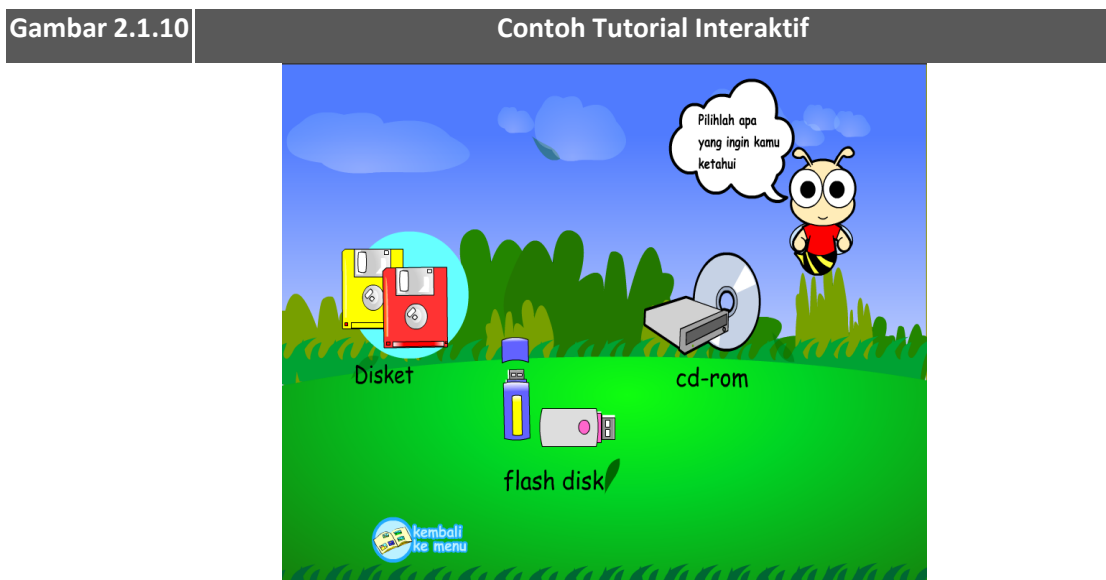 Gambar 2.1.10
Contoh Tutorial Interaktif
Pilihlah apa
yang ingin kamu
ketahui
Disket
cd-rom
flash disk
kembali
ke menu